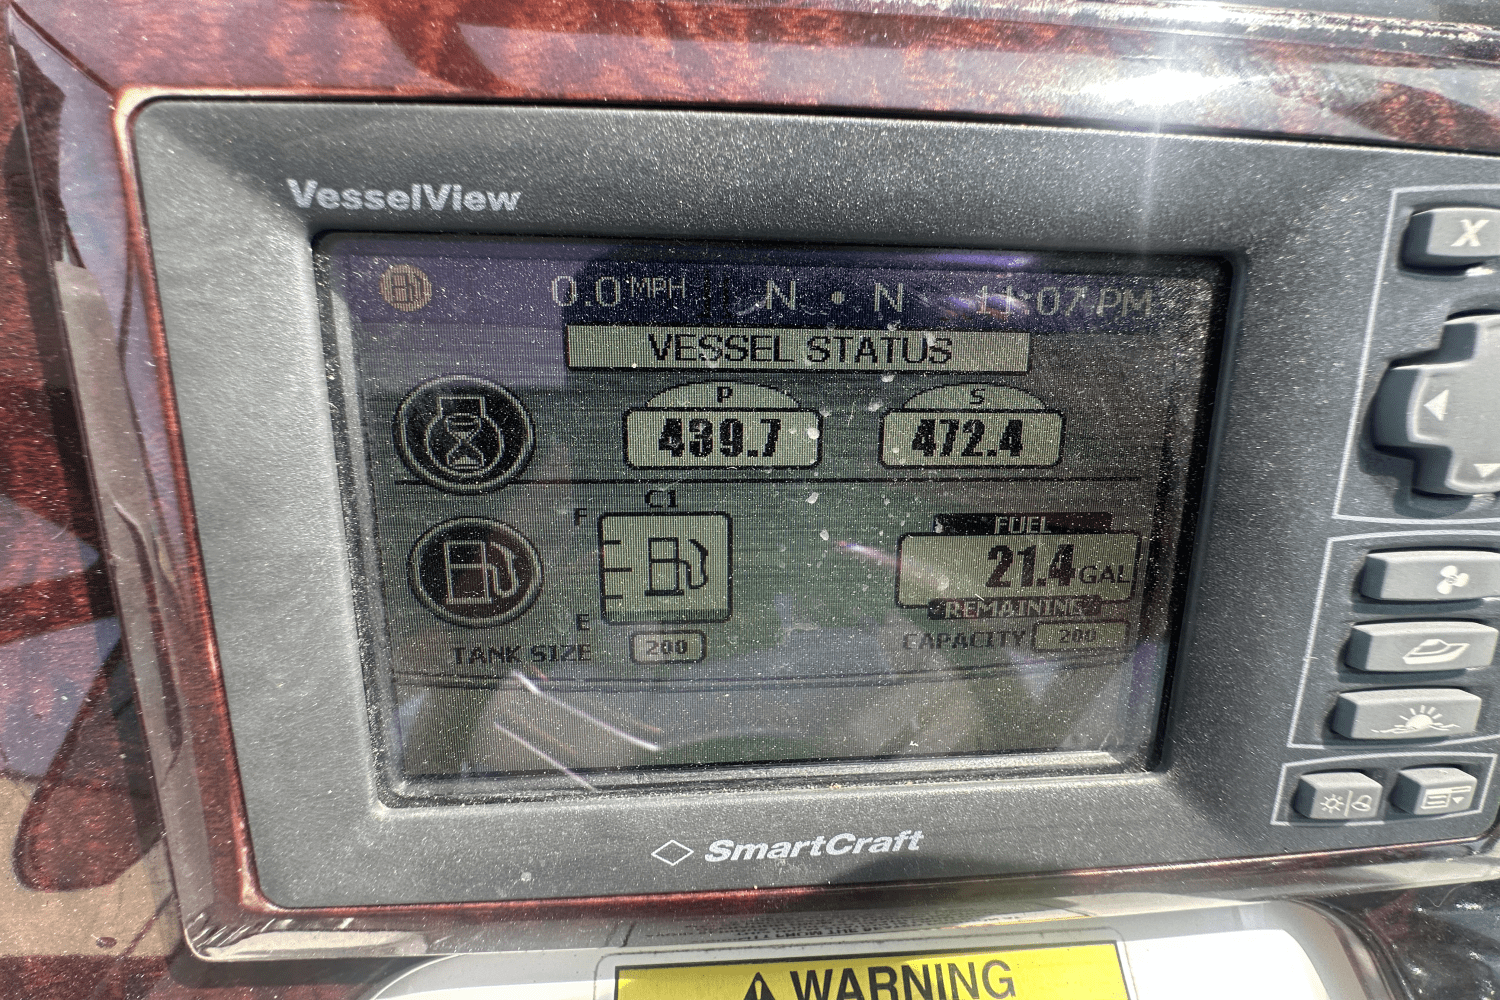 VesselView
0.0 MPH N • N 11:07 PM
VESSEL STATUS
P S
439.7 472.4
C1
F
FUEL
21.4 GAL
REMAINING
E
TANK SIZE 200 CAPACITY 200
SmartCraft
WARNING
X